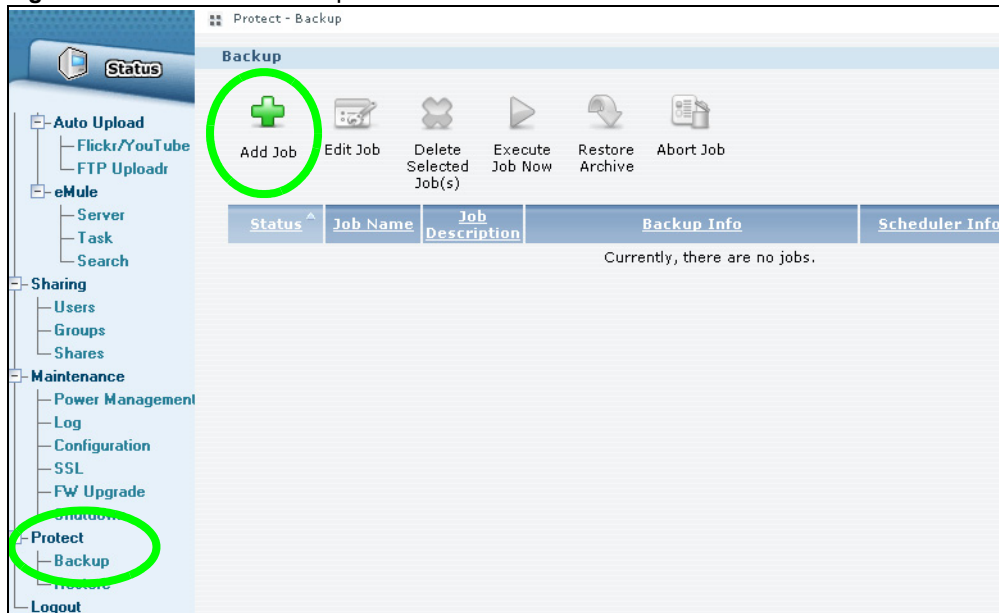 Protect - Backup
Status
Backup
Add Job
Edit Job
Delete
Selected
Job(s)
Execute
Job Now
Restore
Archive
Abort Job
Status
Job Name
Job
Description
Backup Info
Scheduler Info
Currently, there are no jobs.
Auto Upload
Flickr/YouTube
FTP Uploadr
eMule
Server
Task
Search
Sharing
Users
Groups
Shares
Maintenance
Power Management
Log
Configuration
SSL
FW Upgrade
Shutdown
Protect
Backup
Restore
Logout